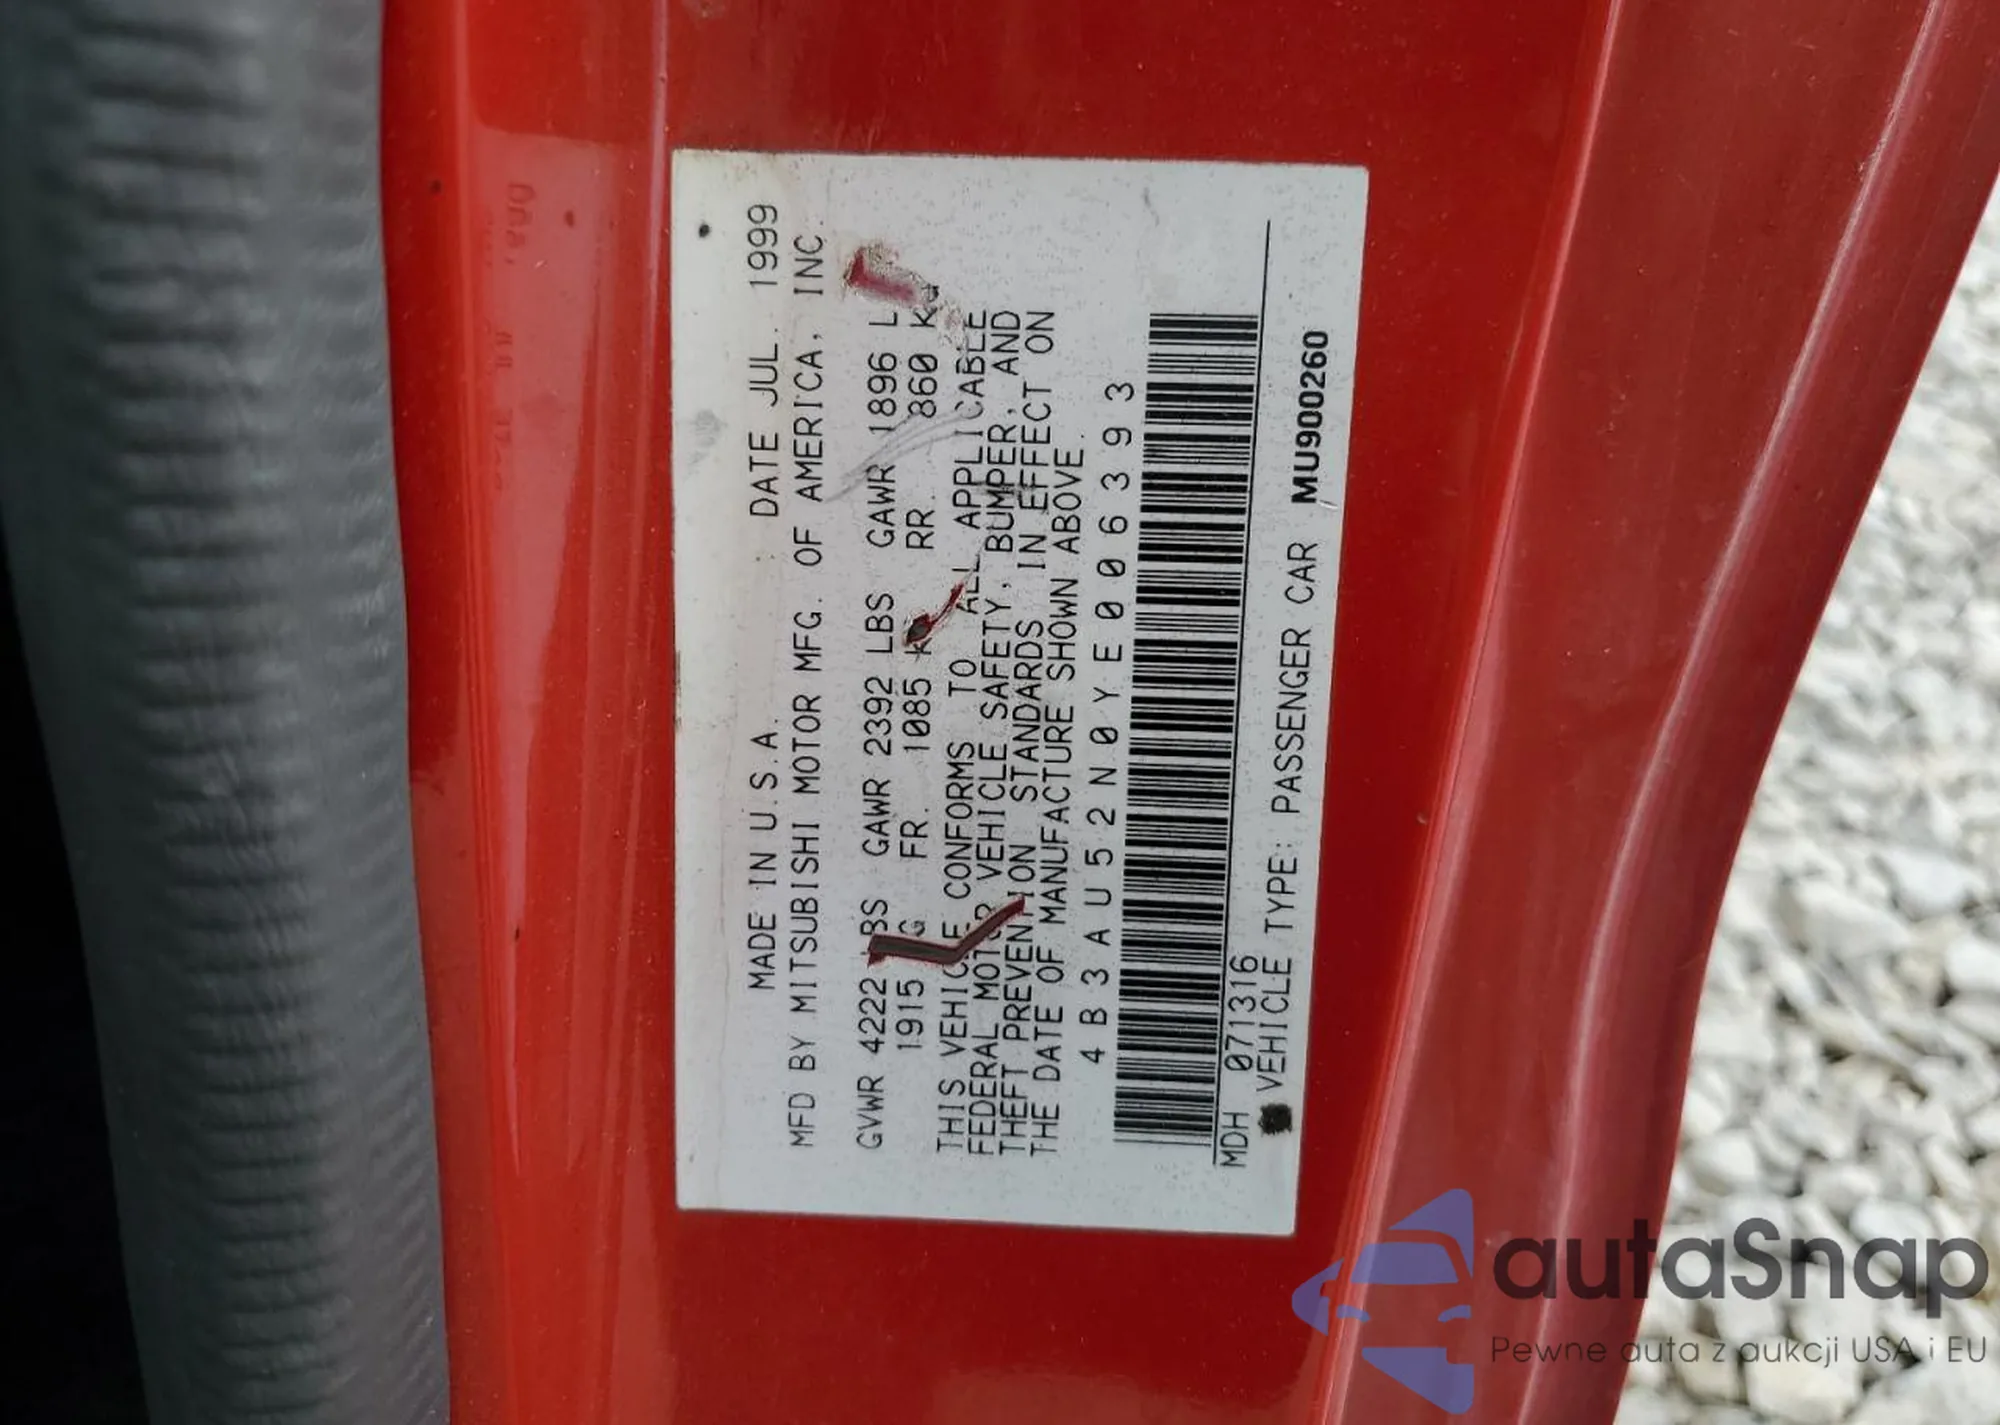 MADE IN U.S.A. DATE JUL. 1999
MFD BY MITSUBISHI MOTOR MFG. OF AMERICA, INC.
GVWR 4222 BS GAWR 2392 LBS GAWR 1896 L
1915 G FR. 1085 K RR. 860 K
THIS VEHICLE CONFORMS TO ALL APPLICABLE
FEDERAL MOTOR VEHICLE SAFETY, BUMPER, AND
THEFT PREVENTION STANDARDS IN EFFECT ON
THE DATE OF MANUFACTURE SHOWN ABOVE.
4B3AU52N0YE006393
MDH 071316
VEHICLE TYPE: PASSENGER CAR MU900260
autaSnap
Pewne auta z aukcji USA i EU